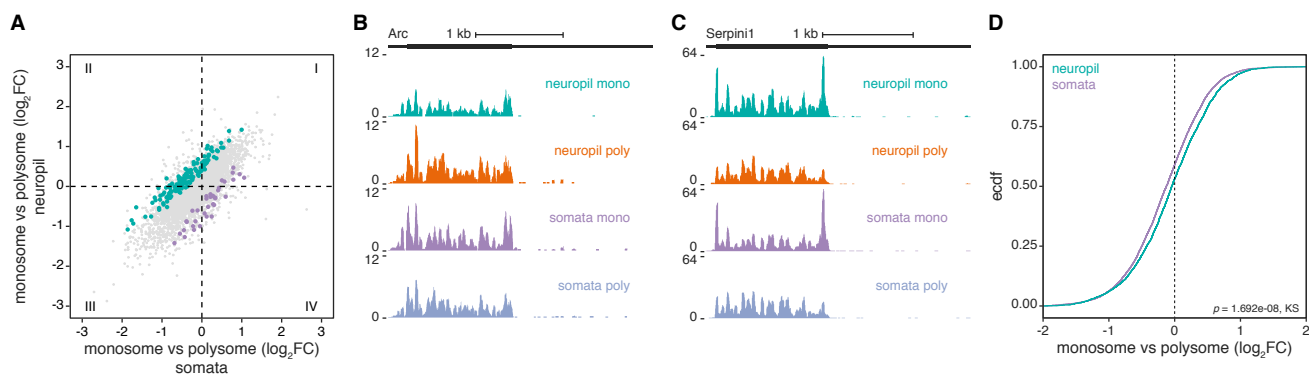 A
monosome vs polysome (log2FC)
neuropil
3
2
1
0
-1
-2
-3
II
I
III
IV
-3 -2 -1 0 1 2 3
monosome vs polysome (log2FC)
somata
B
Arc
1 kb
12
neuropil mono
0
12
neuropil poly
0
12
somata mono
0
12
somata poly
0
C
Serpini1
1 kb
64
neuropil mono
0
64
neuropil poly
0
64
somata mono
0
64
somata poly
0
D
ecdf
1.00
0.75
0.50
0.25
0.00
neuropil
somata
p = 1.692e-08, KS
-2 -1 0 1 2
monosome vs polysome (log2FC)